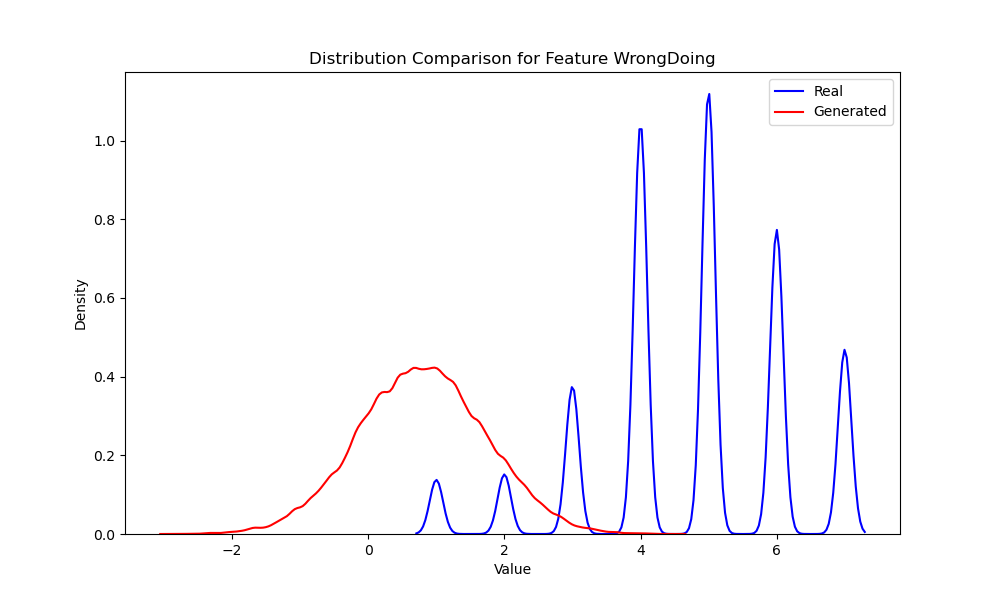 Distribution Comparison for Feature WrongDoing
Real
Generated
Density
1.0
0.8
0.6
0.4
0.2
0.0
−2
0
2
4
6
Value